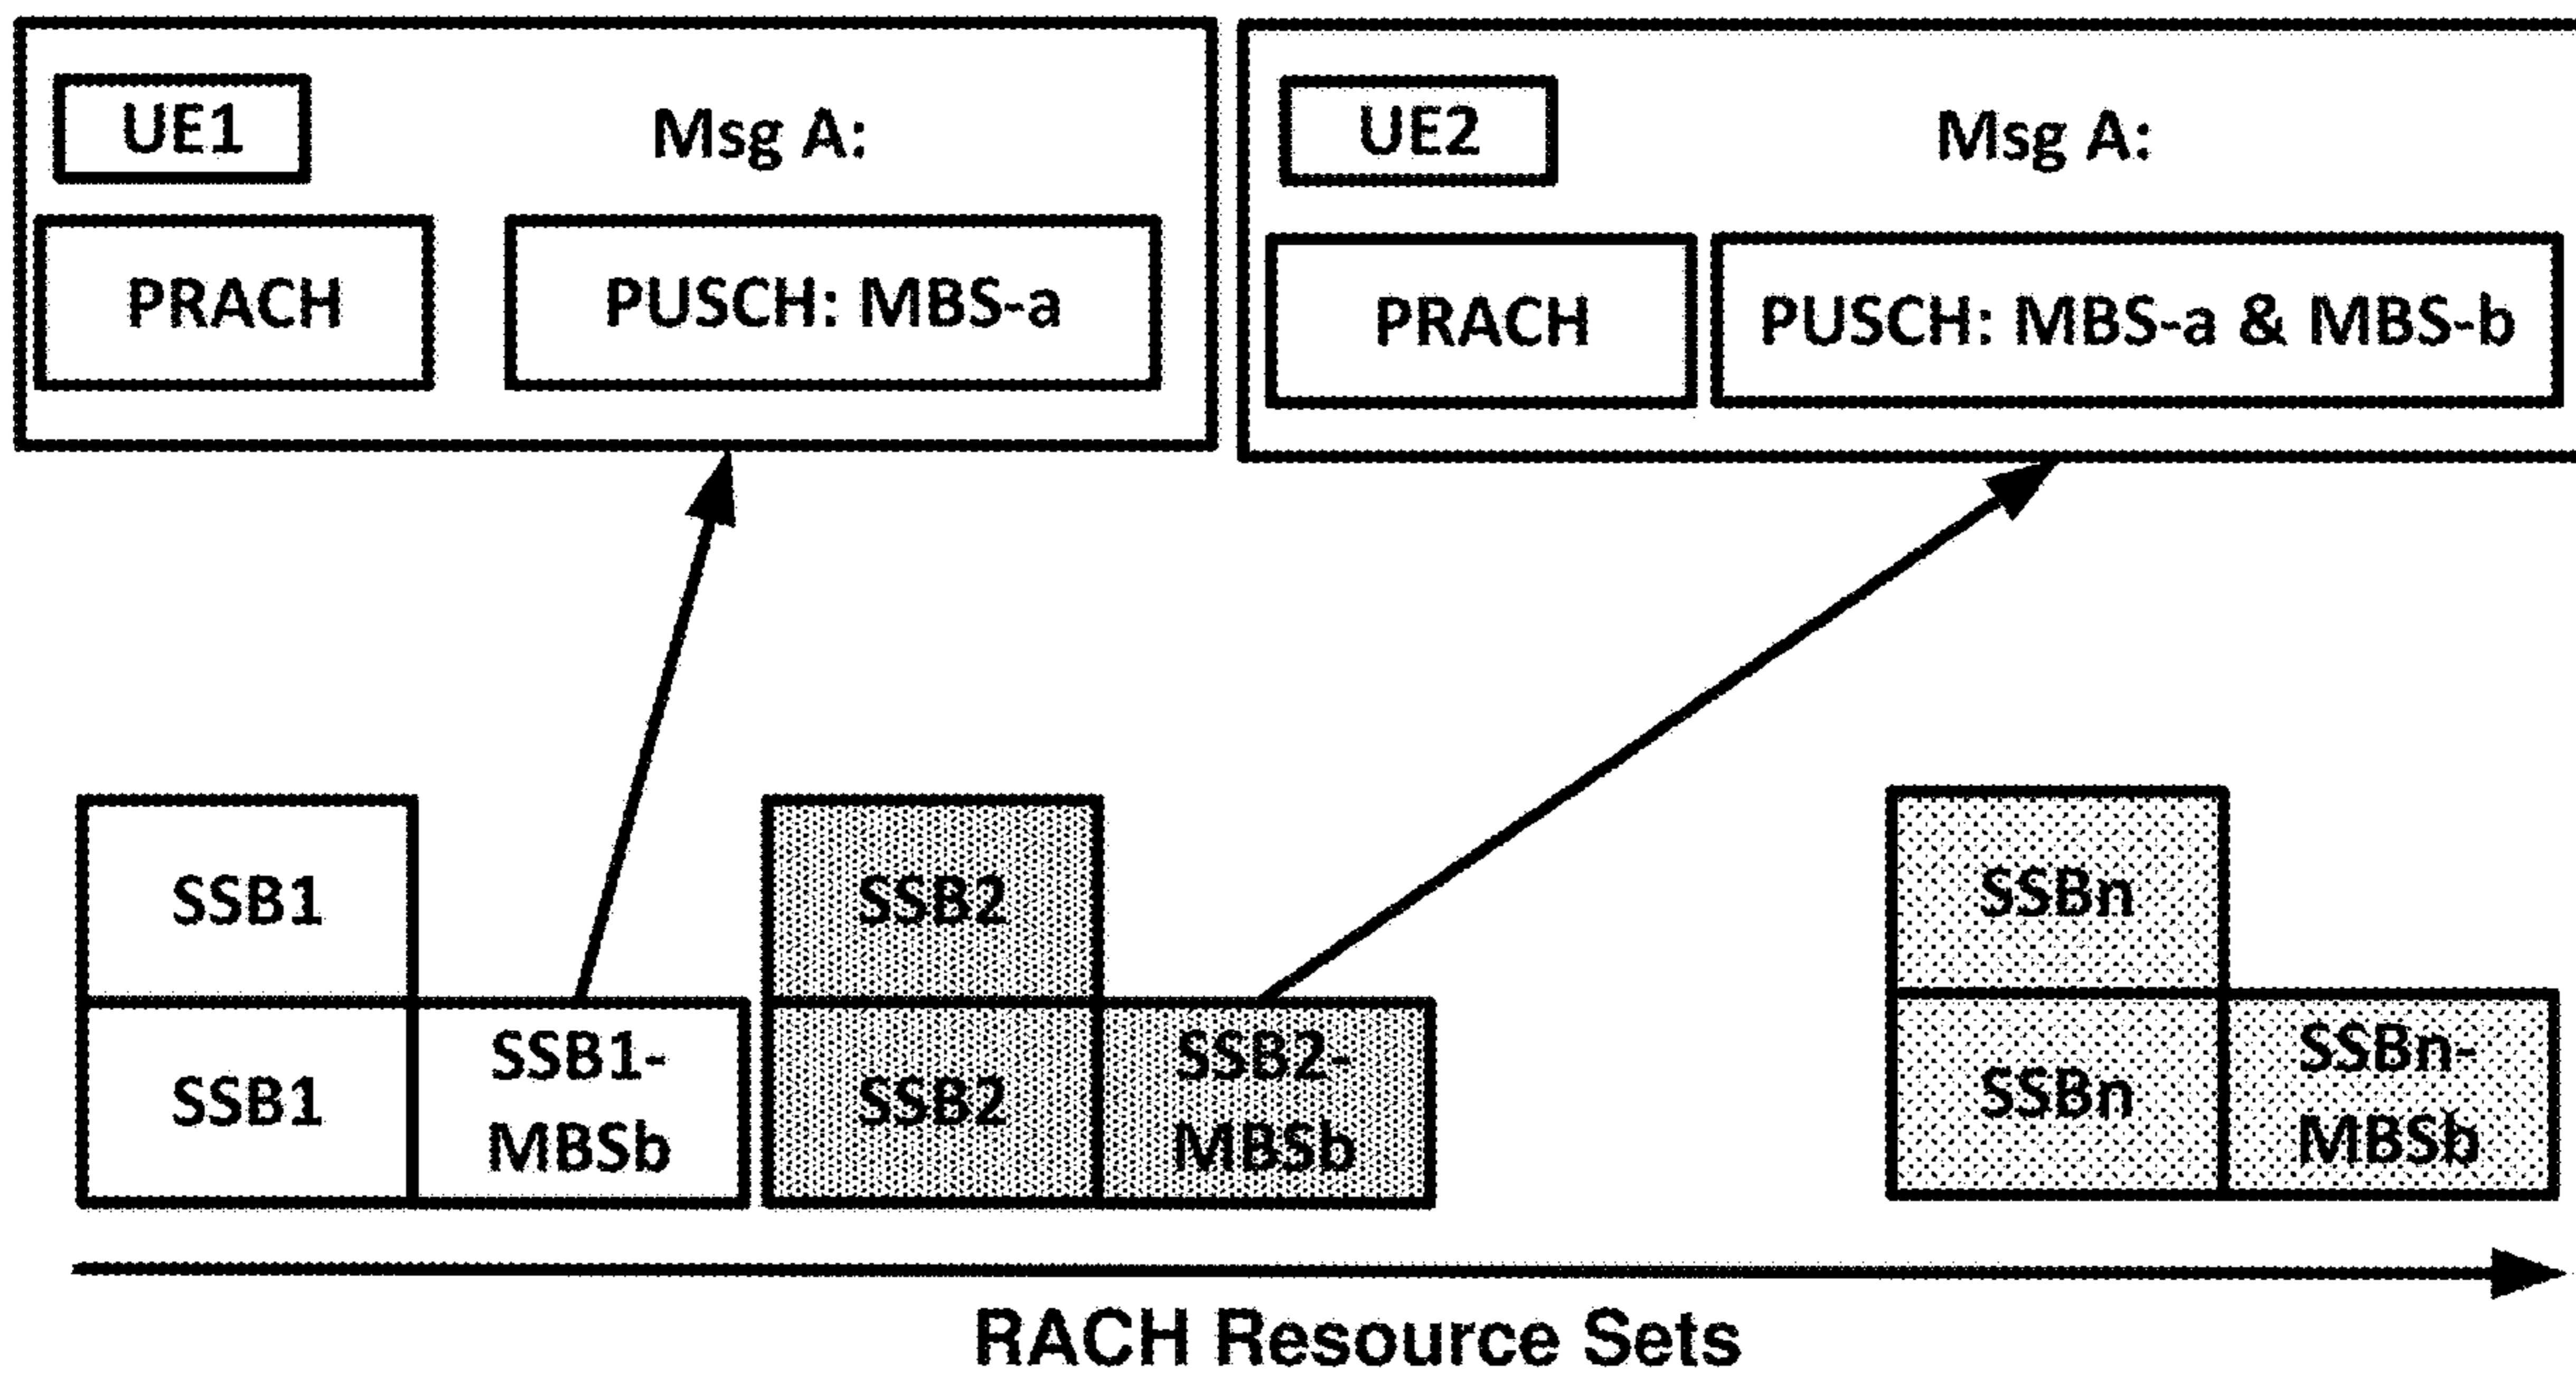 UE1
Msg A:
PRACH
PUSCH: MBS-a
UE2
Msg A:
PRACH
PUSCH: MBS-a & MBS-b
SSB1
SSB1
SSB1-
MBSb
SSB2
SSB2
SSB2-
MBSb
SSBn
SSBn
SSBn-
MBSb
RACH Resource Sets